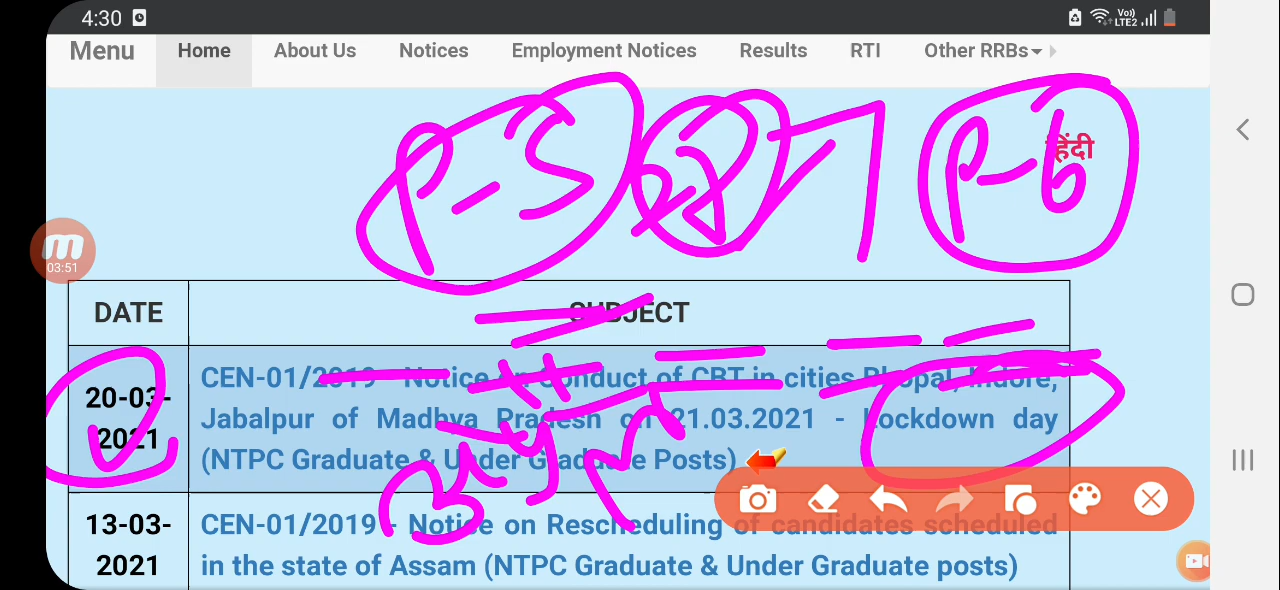 4:30
Vo)) LTE2
Menu Home About Us Notices Employment Notices Results RTI Other RRBs
P-5 P-6
हिंदी
03:51
DATE SUBJECT
20-03-2021
CEN-01/2019 - Notice on Conduct of CBT in cities Bhopal, Indore,
Jabalpur of Madhya Pradesh on 21.03.2021 - Lockdown day
(NTPC Graduate & Under Graduate Posts)
13-03-2021
CEN-01/2019 - Notice on Rescheduling of candidates scheduled
in the state of Assam (NTPC Graduate & Under Graduate posts)